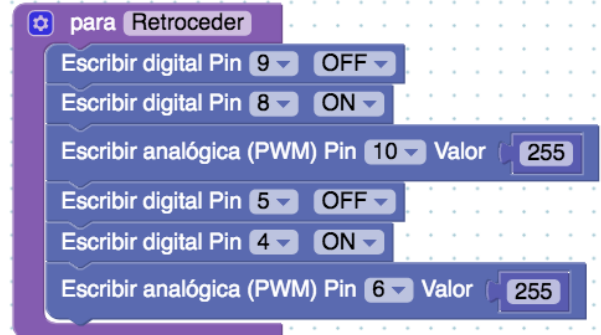 para Retroceder
Escribir digital Pin 9 OFF
Escribir digital Pin 8 ON
Escribir analógica (PWM) Pin 10 Valor 255
Escribir digital Pin 5 OFF
Escribir digital Pin 4 ON
Escribir analógica (PWM) Pin 6 Valor 255